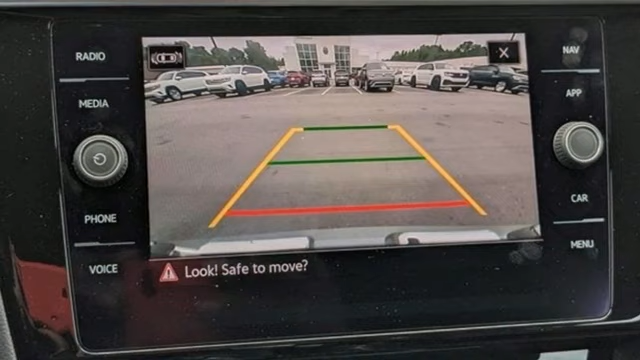 RADIO
MEDIA
PHONE
VOICE
X
NAV
APP
CAR
MENU
Look! Safe to move?